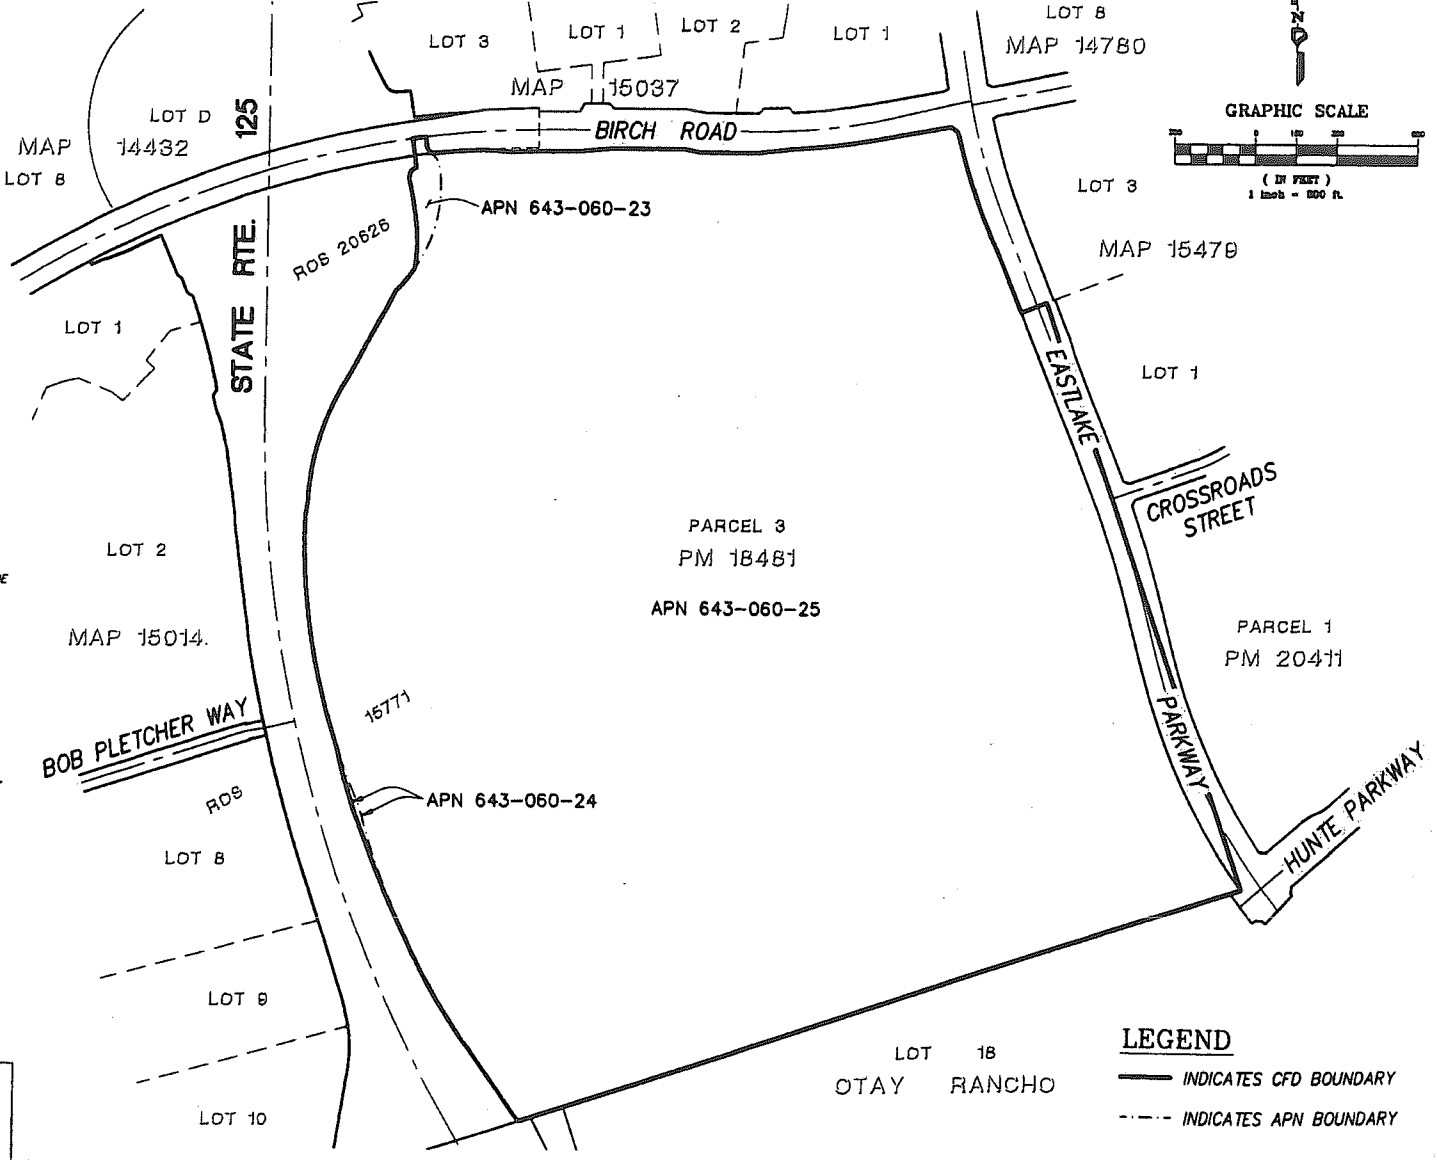 LOT 8
MAP 14780
LOT 3
LOT 1
LOT 2
LOT 1
MAP 15037
N
GRAPHIC SCALE
( IN FEET )
1 inch = 200 ft.
LOT D
MAP 14432
LOT 8
STATE RTE. 125
BIRCH ROAD
APN 643-060-23
ROS 20626
LOT 3
MAP 15479
LOT 1
LOT 1
EASTLAKE
CROSSROADS
STREET
PARCEL 3
PM 18481
APN 643-060-25
LOT 2
MAP 15014.
PARCEL 1
PM 20411
15771
BOB PLETCHER WAY
PARKWAY
HUNTE PARKWAY
ROS
APN 643-060-24
LOT 8
LOT 9
LOT 10
LOT 18
OTAY RANCHO
LEGEND
INDICATES CFD BOUNDARY
INDICATES APN BOUNDARY